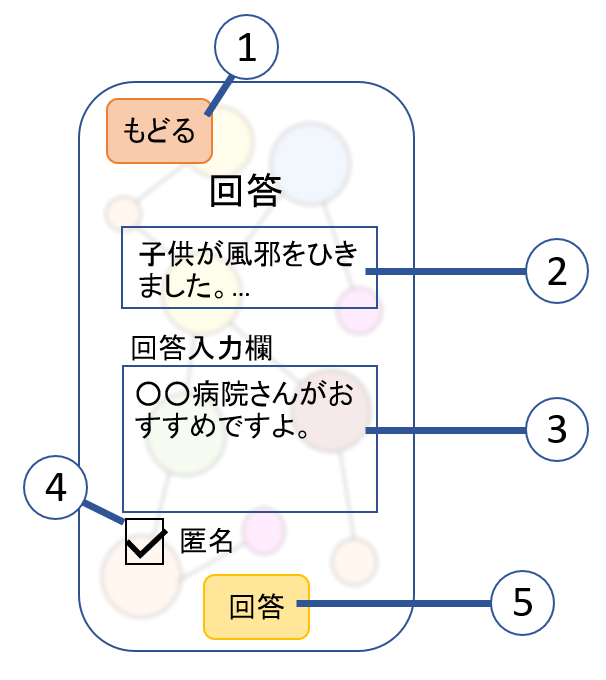 1
もどる
回答
子供が風邪をひき
ました。...
2
回答入力欄
〇〇病院さんがお
すすめですよ。
3
4
匿名
回答
5